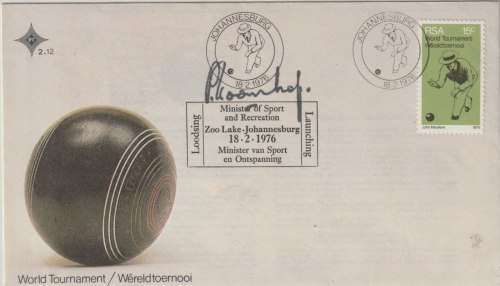 2.12
JOHANNESBURG
18.2.1976
JOHANNESBURG
18.2.1976
RSA 15c
World Tournament
Wêreldtoernooi
1976
Loodsing
Minister of Sport
and Recreation
Zoo Lake-Johannesburg
18-2-1976
Minister van Sport
en Ontspanning
Launching
World Tournament / Wêreldtoernooi